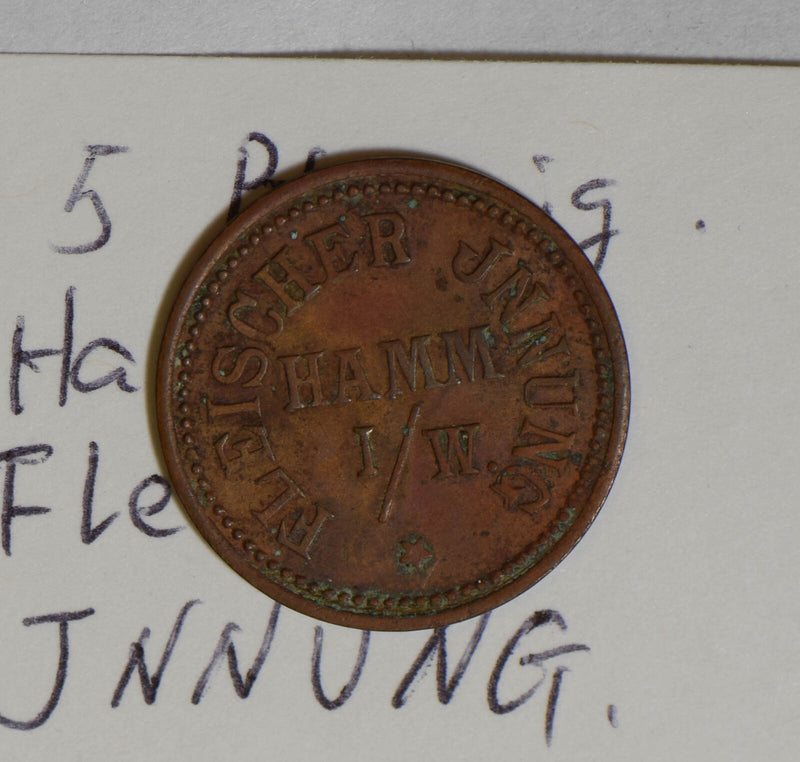 FLEISCHER JNNUNG
HAMM
I/W.
5
Ha
Fle
JNNUNG.